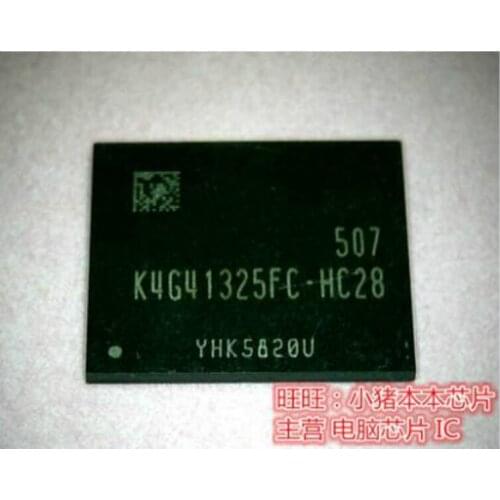 507
K4G41325FC-HC28
YHK5820U
旺旺：小猪本本芯片
主营 电脑芯片 IC